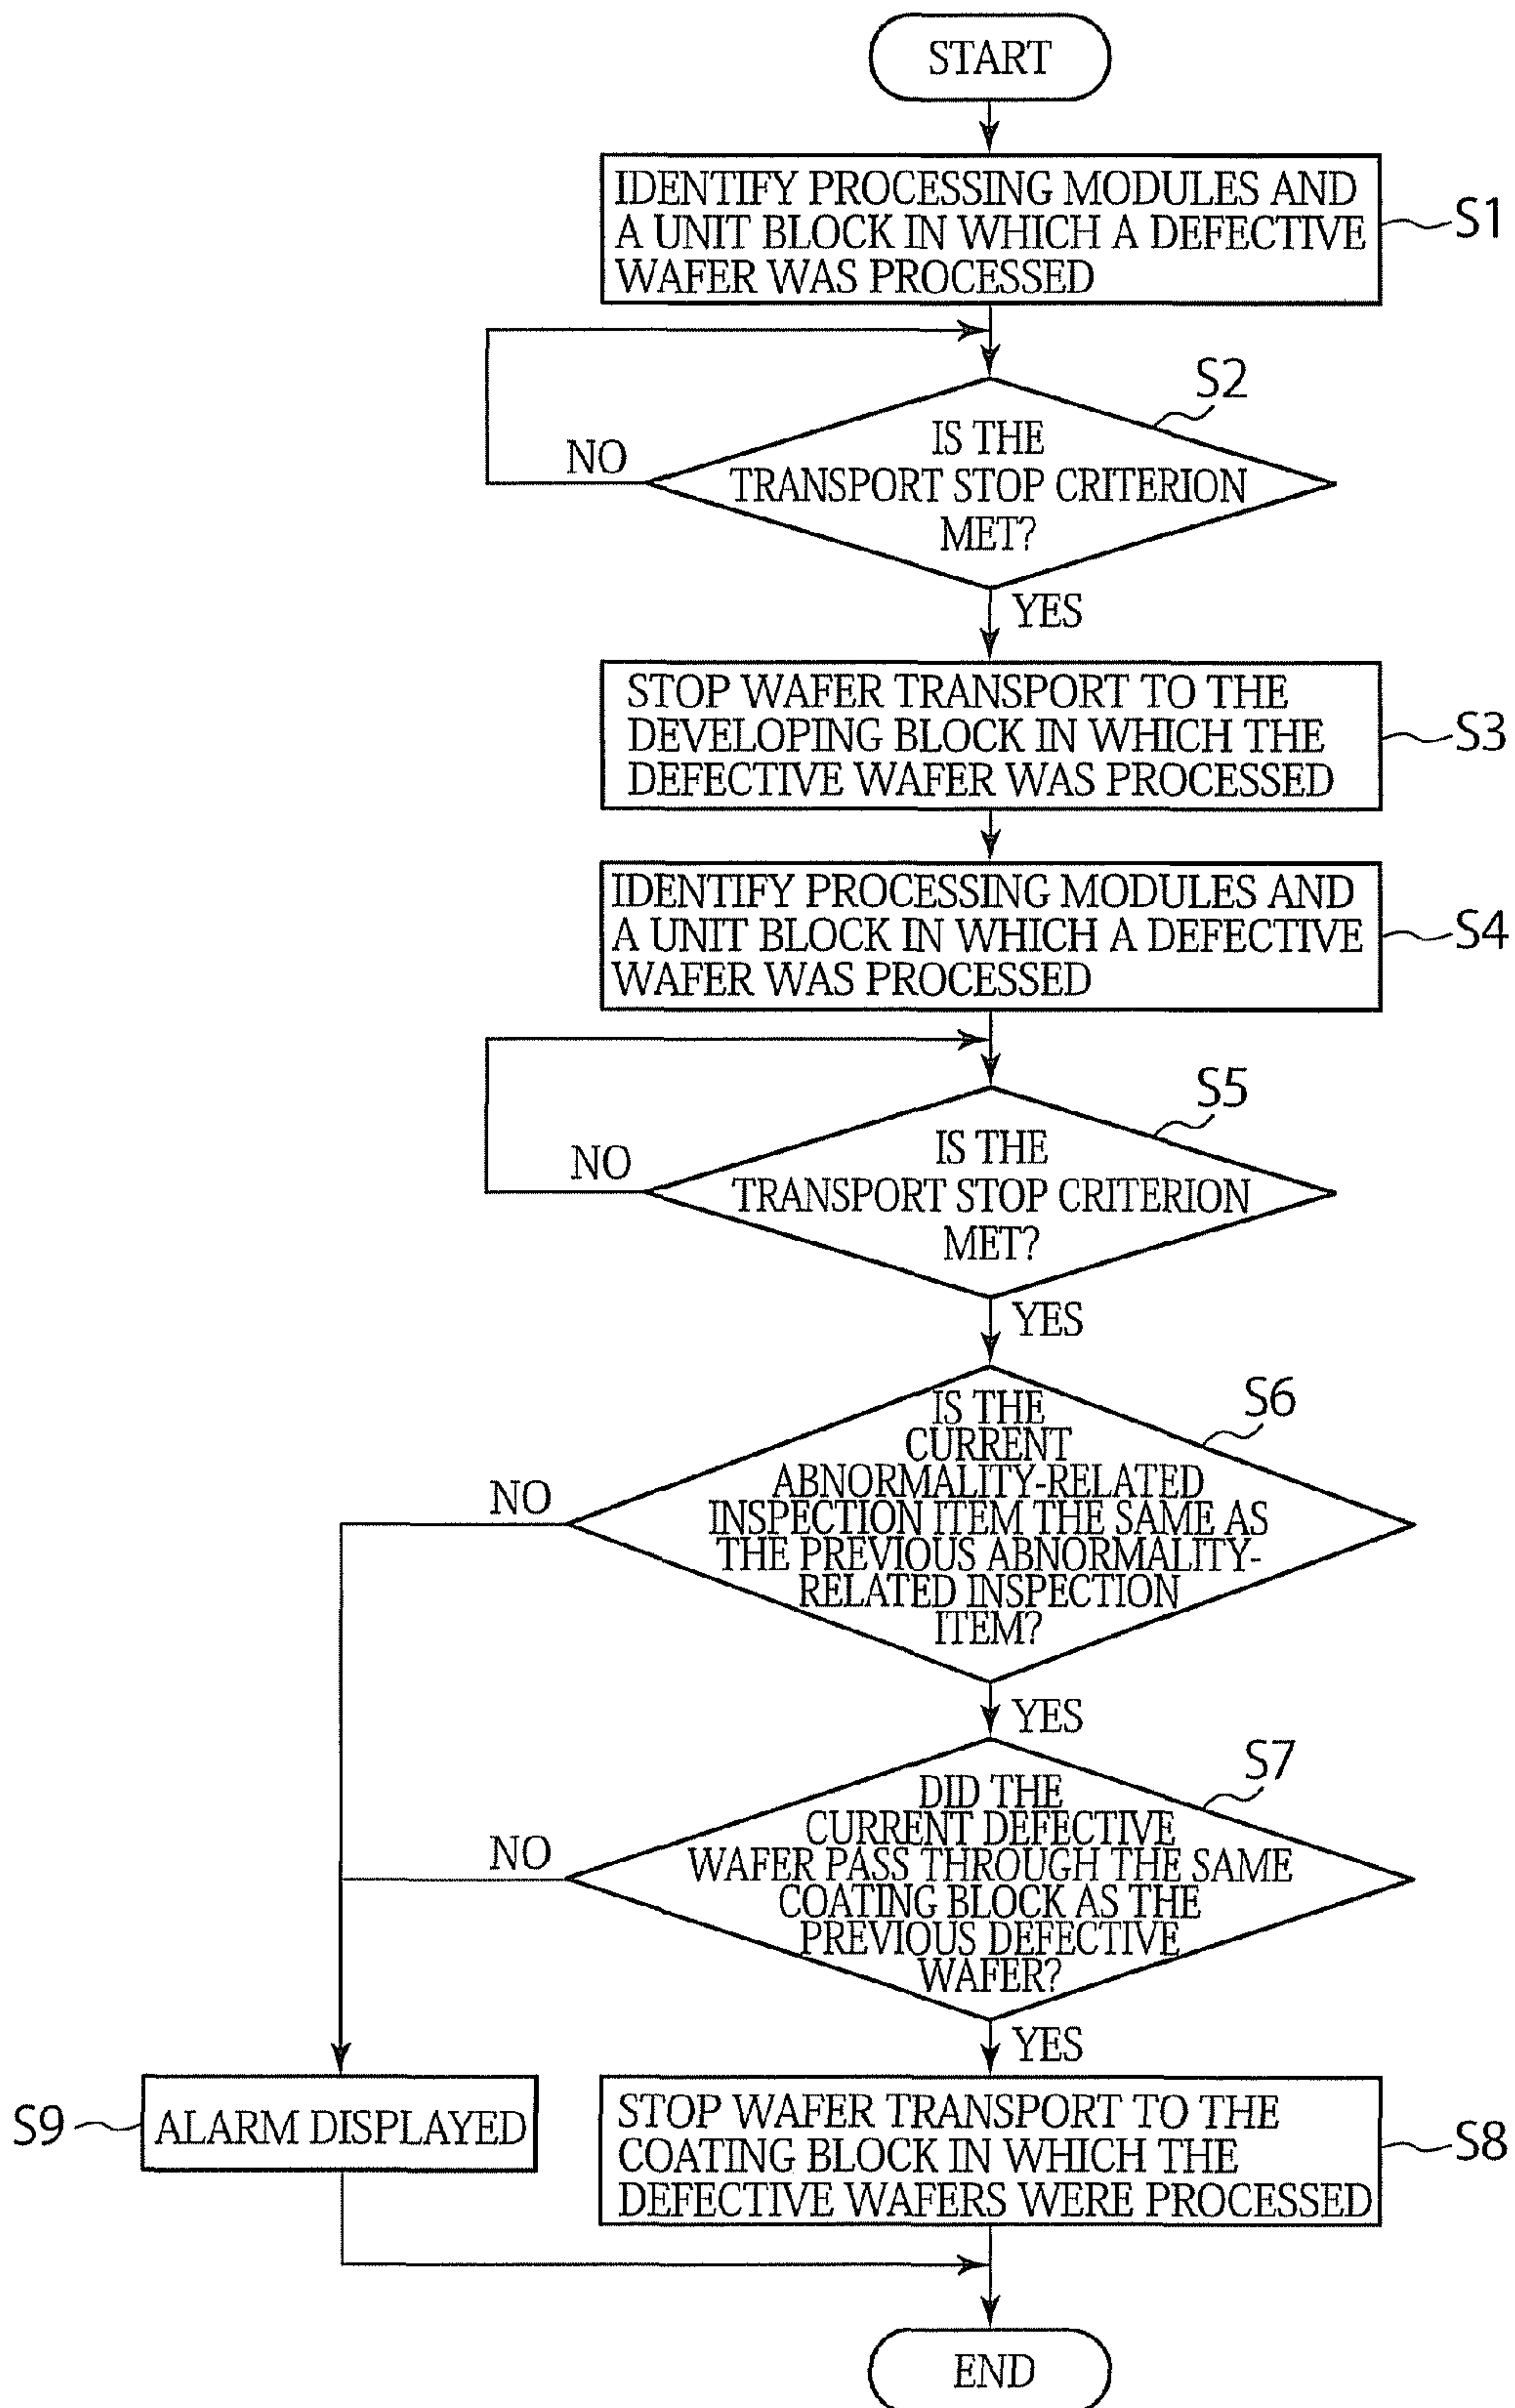 START
IDENTIFY PROCESSING MODULES AND
A UNIT BLOCK IN WHICH A DEFECTIVE
WAFER WAS PROCESSED
S1
S2
IS THE
TRANSPORT STOP CRITERION
MET?
NO
YES
STOP WAFER TRANSPORT TO THE
DEVELOPING BLOCK IN WHICH THE
DEFECTIVE WAFER WAS PROCESSED
S3
IDENTIFY PROCESSING MODULES AND
A UNIT BLOCK IN WHICH A DEFECTIVE
WAFER WAS PROCESSED
S4
S5
IS THE
TRANSPORT STOP CRITERION
MET?
NO
YES
S6
IS THE
CURRENT
ABNORMALITY-RELATED
INSPECTION ITEM THE SAME AS
THE PREVIOUS ABNORMALITY-
RELATED INSPECTION
ITEM?
NO
YES
S7
DID THE
CURRENT DEFECTIVE
WAFER PASS THROUGH THE SAME
COATING BLOCK AS THE
PREVIOUS DEFECTIVE
WAFER?
NO
YES
S9
ALARM DISPLAYED
STOP WAFER TRANSPORT TO THE
COATING BLOCK IN WHICH THE
DEFECTIVE WAFERS WERE PROCESSED
S8
END